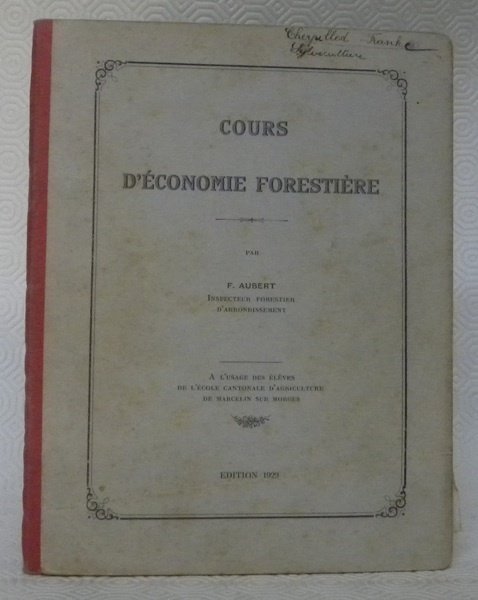 Sylviculture
COURS
D'ÉCONOMIE FORESTIÈRE
PAR
F. AUBERT
INSPECTEUR FORESTIER
D'ARRONDISSEMENT
A L'USAGE DES ÉLÈVES
DE L'ÉCOLE CANTONALE D'AGRICULTURE
DE MARCELIN SUR MORGES
EDITION 1929